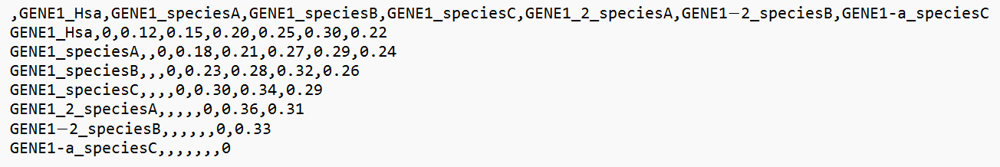 ,GENE1_Hsa,GENE1_speciesA,GENE1_speciesB,GENE1_speciesC,GENE1_2_speciesA,GENE1−2_speciesB,GENE1-a_speciesC
GENE1_Hsa,0,0.12,0.15,0.20,0.25,0.30,0.22
GENE1_speciesA,,0,0.18,0.21,0.27,0.29,0.24
GENE1_speciesB,,,0,0.23,0.28,0.32,0.26
GENE1_speciesC,,,,0,0.30,0.34,0.29
GENE1_2_speciesA,,,,,0,0.36,0.31
GENE1−2_speciesB,,,,,,0,0.33
GENE1-a_speciesC,,,,,,,0